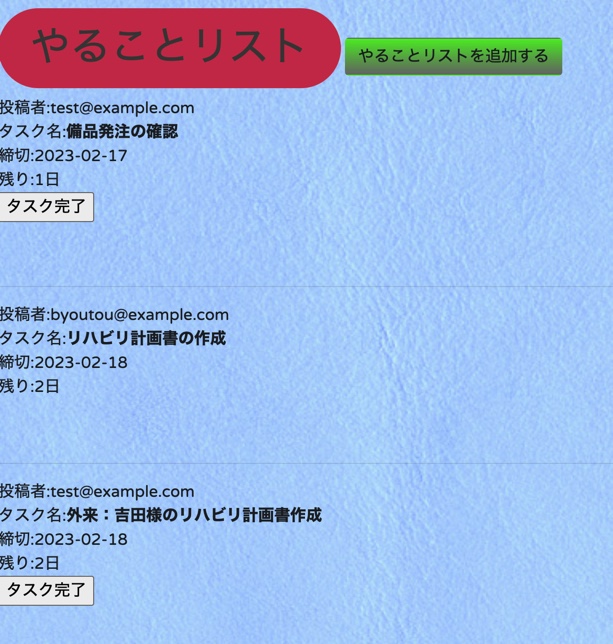 やることリスト
やることリストを追加する
投稿者:test@example.com
タスク名:備品発注の確認
締切:2023-02-17
残り:1日
タスク完了
投稿者:byoutou@example.com
タスク名:リハビリ計画書の作成
締切:2023-02-18
残り:2日
投稿者:test@example.com
タスク名:外来：吉田様のリハビリ計画書作成
締切:2023-02-18
残り:2日
タスク完了